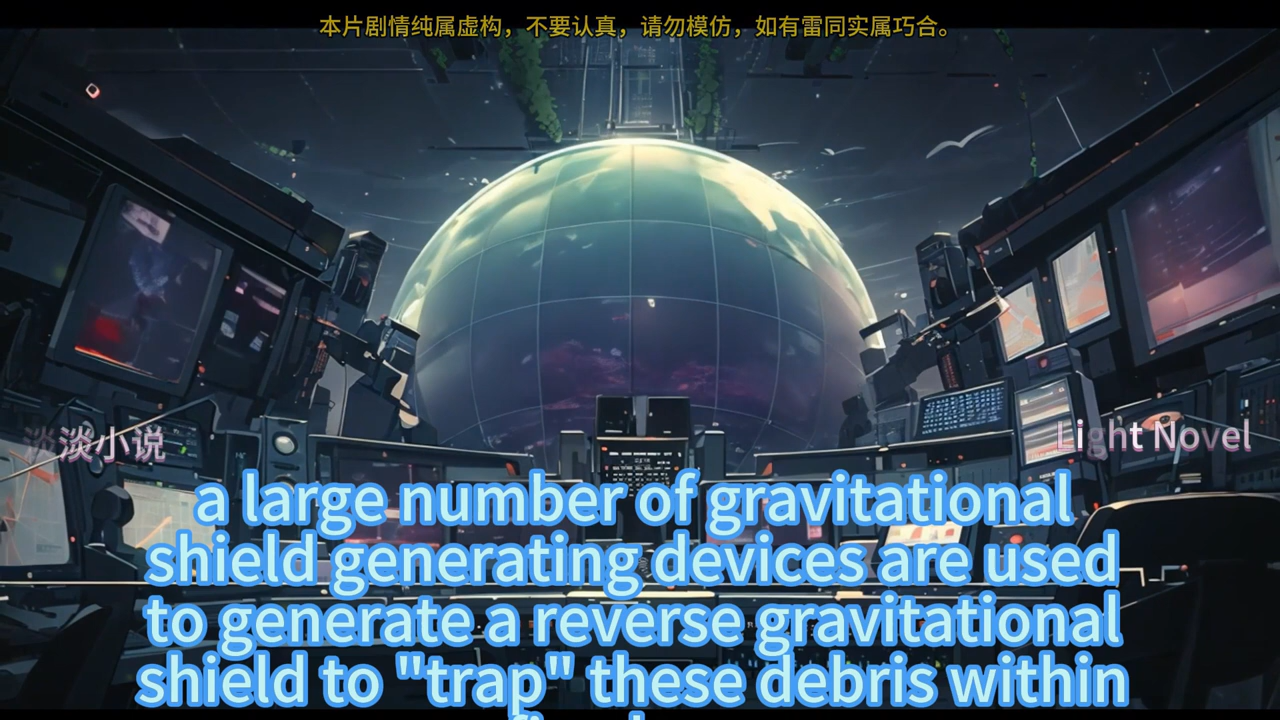 本片剧情纯属虚构，不要认真，请勿模仿，如有雷同实属巧合。
淡淡小说
Light Novel
a large number of gravitational
shield generating devices are used
to generate a reverse gravitational
shield to "trap" these debris within